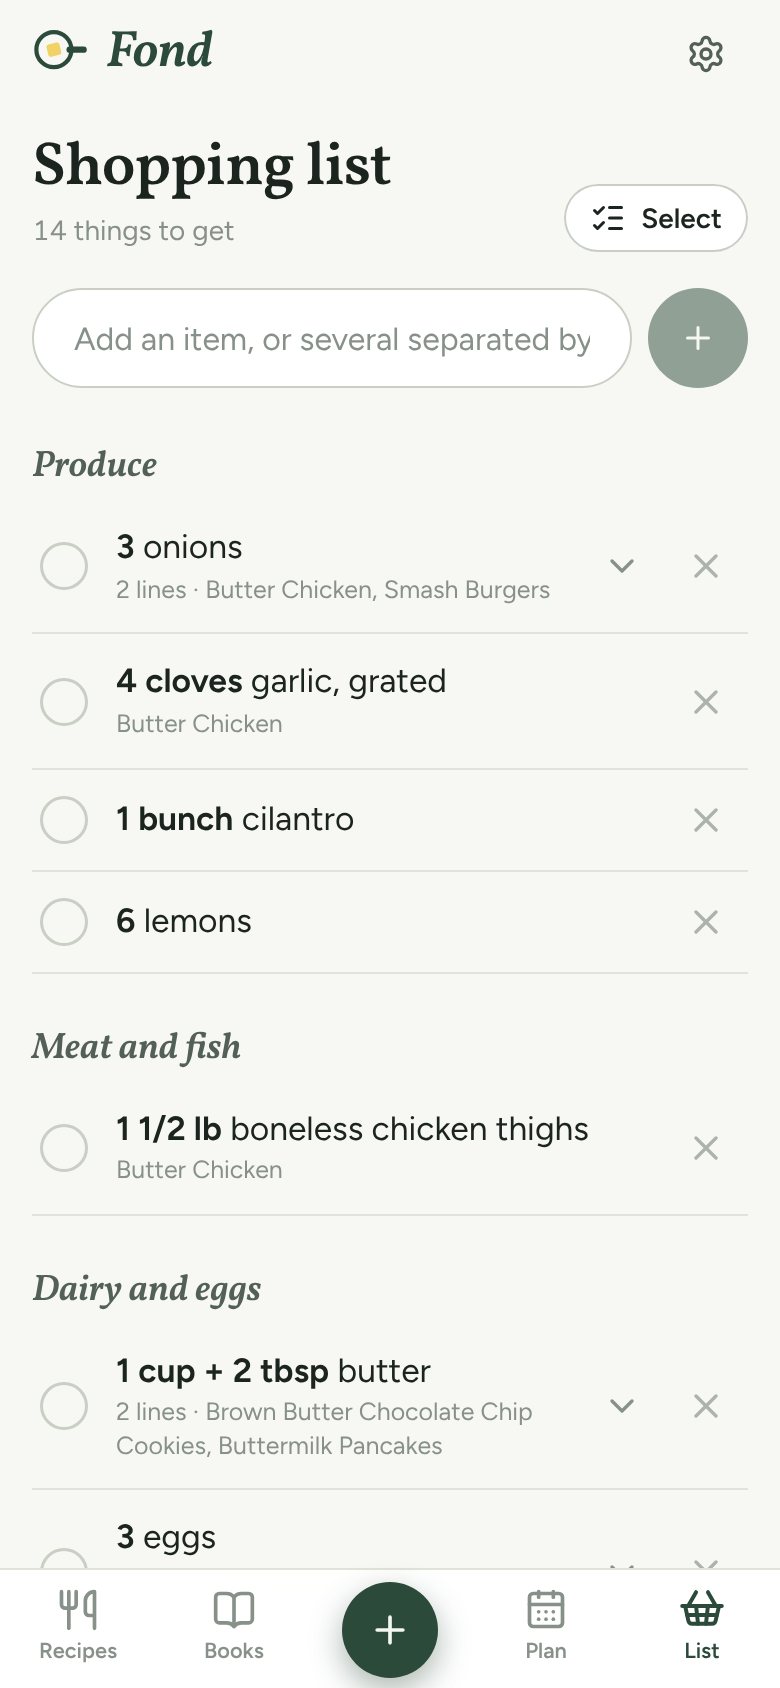 Fond
Shopping list
14 things to get
Select
Add an item, or several separated by
Produce
3 onions
2 lines · Butter Chicken, Smash Burgers
4 cloves garlic, grated
Butter Chicken
1 bunch cilantro
6 lemons
Meat and fish
1 1/2 lb boneless chicken thighs
Butter Chicken
Dairy and eggs
1 cup + 2 tbsp butter
2 lines · Brown Butter Chocolate Chip
Cookies, Buttermilk Pancakes
3 eggs
Recipes
Books
Plan
List